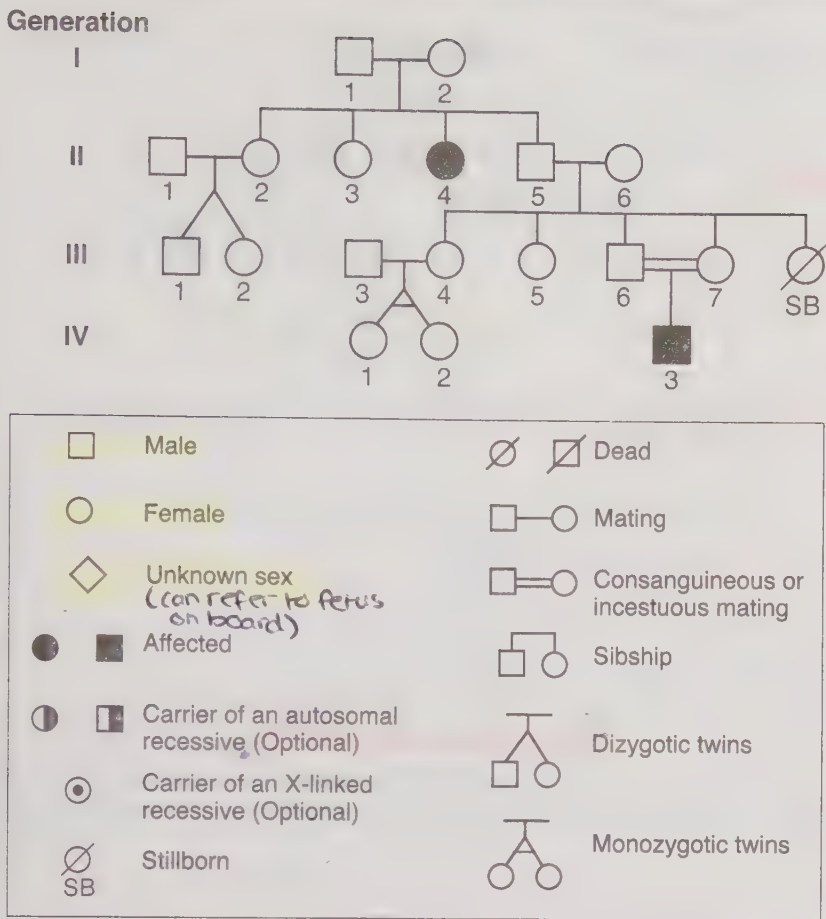 Generation
I
1 2
II
1 2 3 4 5 6
III
1 2 3 4 5 6 7 SB
IV
1 2 3
Male
Female
Unknown sex
(can refer to fetus
on board)
Affected
Carrier of an autosomal
recessive (Optional)
Carrier of an X-linked
recessive (Optional)
Stillborn
SB
Dead
Mating
Consanguineous or
incestuous mating
Sibship
Dizygotic twins
Monozygotic twins